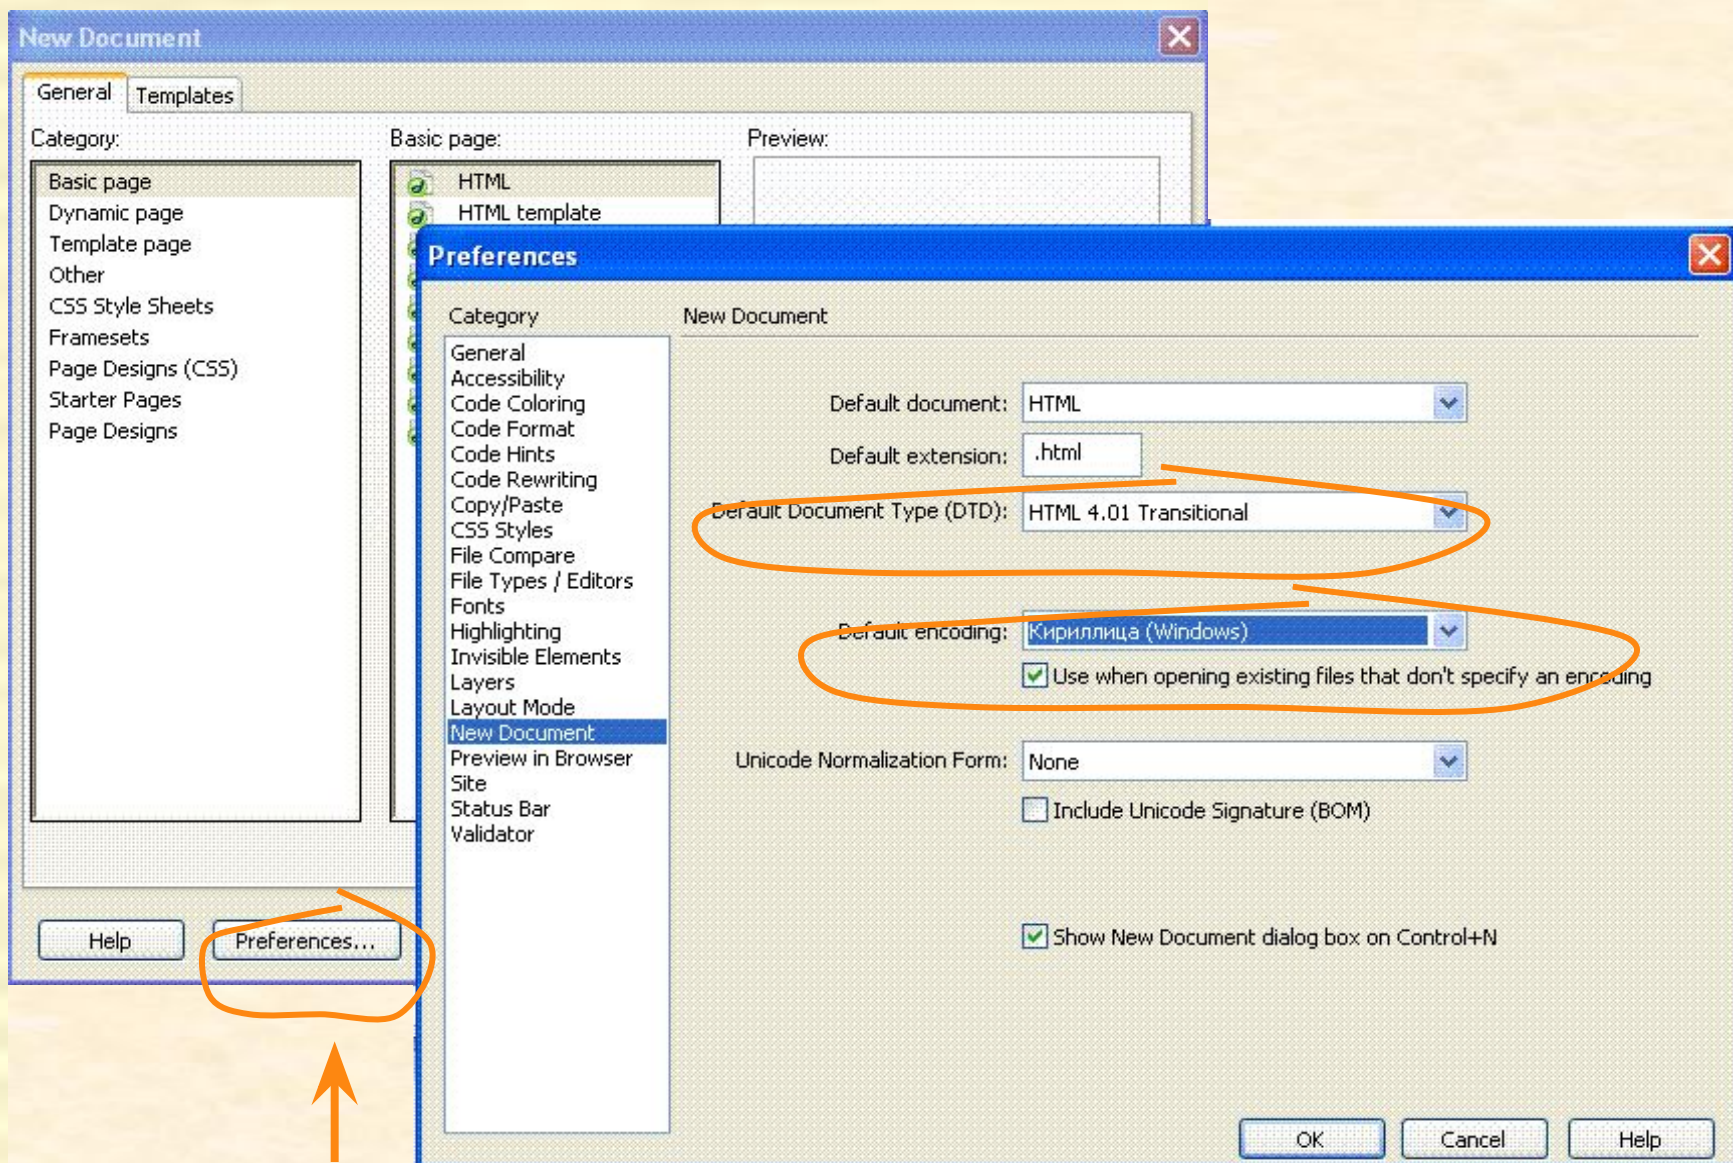 New Document
General
Templates
Category:
Basic page:
Preview:
Basic page
Dynamic page
Template page
Other
CSS Style Sheets
Framesets
Page Designs (CSS)
Starter Pages
Page Designs
HTML
HTML template
Help
Preferences...
Preferences
Category
New Document
General
Accessibility
Code Coloring
Code Format
Code Hints
Code Rewriting
Copy/Paste
CSS Styles
File Compare
File Types / Editors
Fonts
Highlighting
Invisible Elements
Layers
Layout Mode
New Document
Preview in Browser
Site
Status Bar
Validator
Default document: HTML
Default extension: .html
Default Document Type (DTD): HTML 4.01 Transitional
Default encoding: Кириллица (Windows)
Use when opening existing files that don't specify an encoding
Unicode Normalization Form: None
Include Unicode Signature (BOM)
Show New Document dialog box on Control+N
OK
Cancel
Help